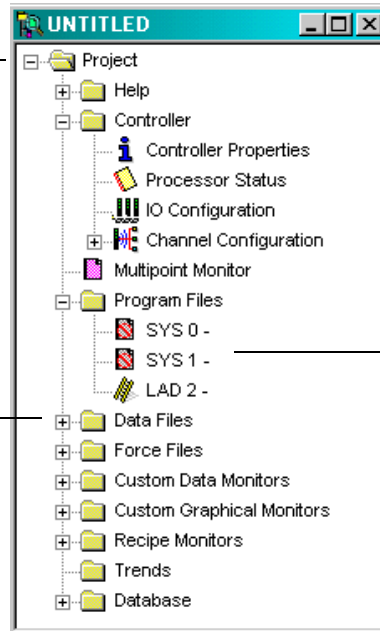 UNTITLED
Project
Help
Controller
Controller Properties
Processor Status
IO Configuration
Channel Configuration
Multipoint Monitor
Program Files
SYS 0 -
SYS 1 -
LAD 2 -
Data Files
Force Files
Custom Data Monitors
Custom Graphical Monitors
Recipe Monitors
Trends
Database